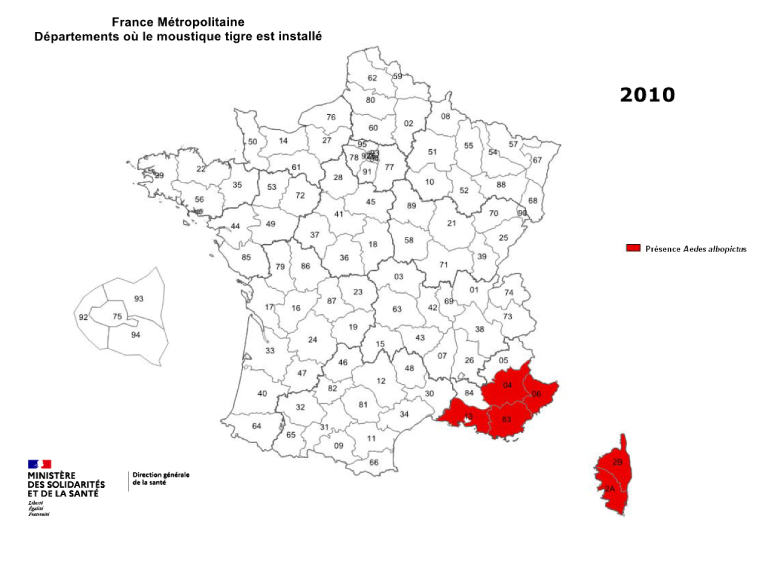 France Métropolitaine
Départements où le moustique tigre est installé
2010
Présence Aedes albopictus
62 59
80
76 02 08
60
50 14 27 95 51 55 54 57 67
78 77
61 91
29 22 28 10 52 88 68
35 53 72 45
56 89 70 90
41 21
44 49 25
37 18 58
85 36 39
79 86 71
03
93 01 74
23
92 75 17 16 87 63 42 69 73
94 19 38
24 43
33 15 07 26 05
46 48
47 04
40 82 12 30 84 06
32 81 34 13 83
64 31
65 09 11
66
2B
2A
MINISTÈRE
DES SOLIDARITÉS
ET DE LA SANTÉ
Liberté
Égalité
Fraternité
Direction générale
de la santé